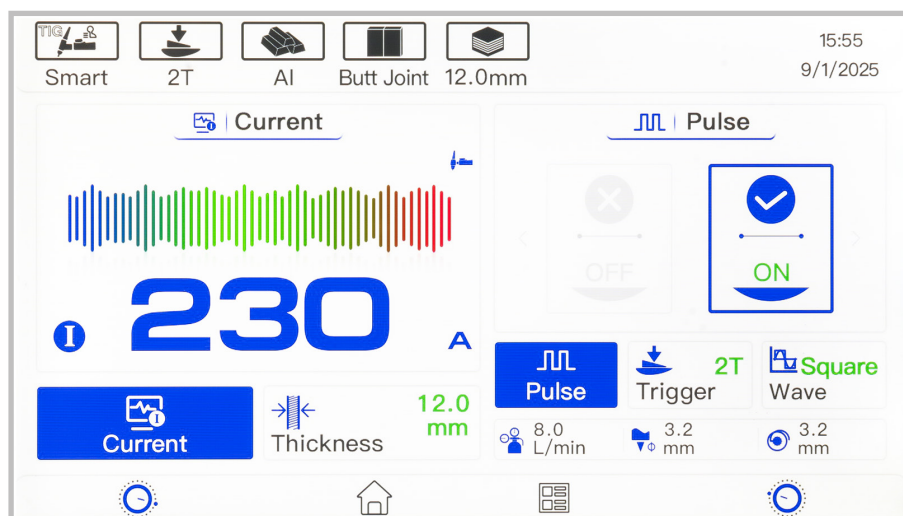 TIG
Smart
2T
Al
Butt Joint
12.0mm
15:55
9/1/2025
Current
230
I
A
Current
Thickness
12.0
mm
Pulse
OFF
ON
Pulse
2T
Trigger
Square
Wave
8.0
L/min
3.2
mm
3.2
mm